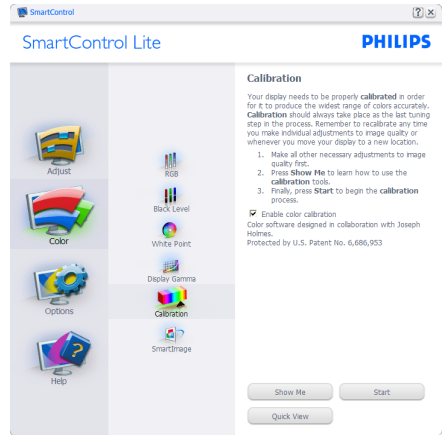 SmartControl
SmartControl Lite
PHILIPS
Adjust
Color
Options
Help
RGB
Black Level
White Point
Display Gamma
Calibration
SmartImage
Calibration
Your display needs to be properly calibrated in order
for it to produce the widest range of colors accurately.
Calibration should always take place as the last tuning
step in the process. Remember to recalibrate any time
you make individual adjustments to image quality or
whenever you move your display to a new location.
1. Make all other necessary adjustments to image
quality first.
2. Press Show Me to learn how to use the
calibration tools.
3. Finally, press Start to begin the calibration
process.
Enable color calibration
Color software designed in collaboration with Joseph
Holmes.
Protected by U.S. Patent No. 6,686,953
Show Me
Start
Quick View